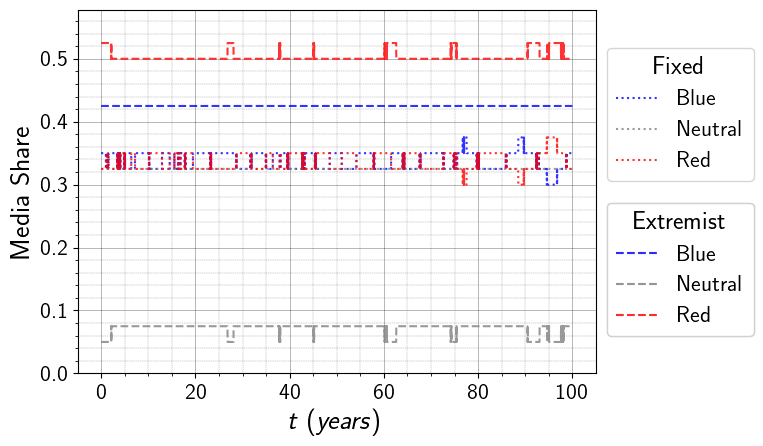 Media Share
0.5
0.4
0.3
0.2
0.1
0.0
0
20
40
60
80
100
t (years)
Fixed
Blue
Neutral
Red
Extremist
Blue
Neutral
Red